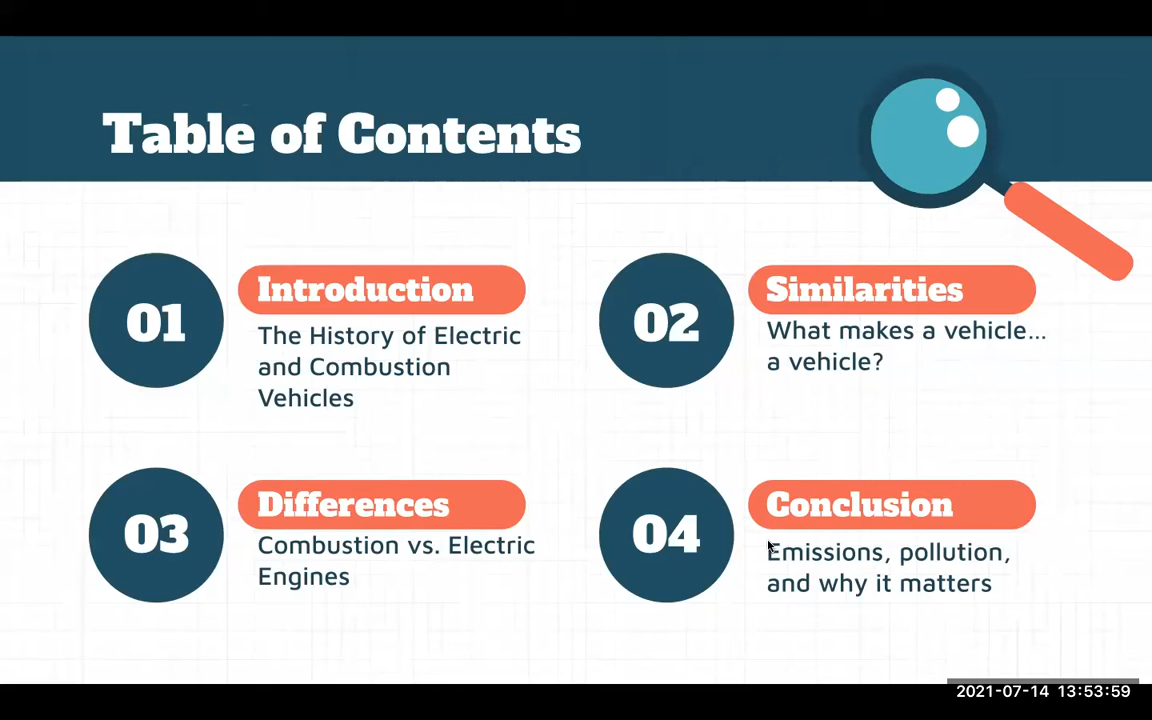 Table of Contents
01
Introduction
The History of Electric
and Combustion
Vehicles
02
Similarities
What makes a vehicle...
a vehicle?
03
Differences
Combustion vs. Electric
Engines
04
Conclusion
Emissions, pollution,
and why it matters
2021-07-14 13:53:59